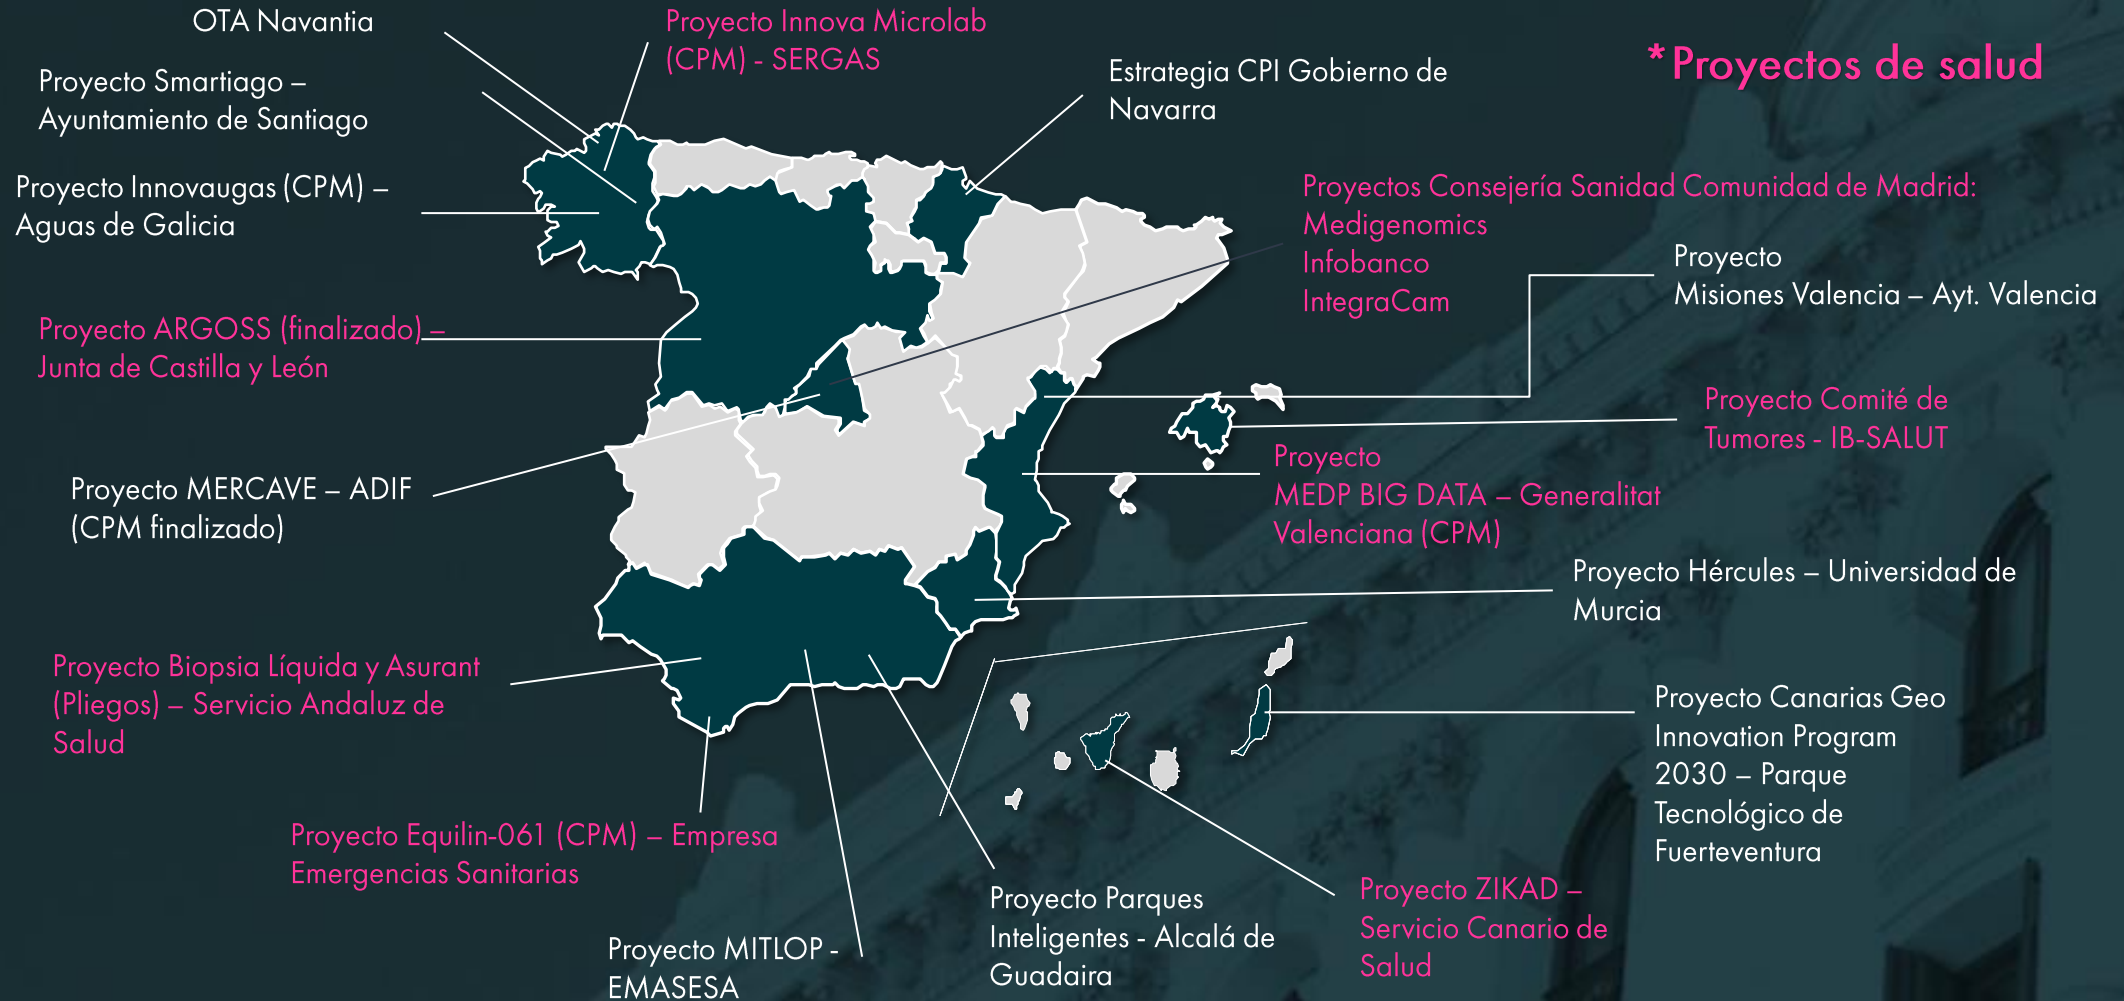 OTA Navantia
Proyecto Innova Microlab
(CPM) - SERGAS
*Proyectos de salud
Proyecto Smartiago –
Ayuntamiento de Santiago
Estrategia CPI Gobierno de
Navarra
Proyecto Innovaugas (CPM) –
Aguas de Galicia
Proyectos Consejería Sanidad Comunidad de Madrid:
Medigenomics
Infobanco
IntegraCam
Proyecto
Misiones Valencia – Ayt. Valencia
Proyecto ARGOSS (finalizado) –
Junta de Castilla y León
Proyecto Comité de
Tumores - IB-SALUT
Proyecto MERCAVE – ADIF
(CPM finalizado)
Proyecto
MEDP BIG DATA – Generalitat
Valenciana (CPM)
Proyecto Hércules – Universidad de
Murcia
Proyecto Biopsia Líquida y Asurant
(Pliegos) – Servicio Andaluz de
Salud
Proyecto Canarias Geo
Innovation Program
2030 – Parque
Tecnológico de
Fuerteventura
Proyecto Equilin-061 (CPM) – Empresa
Emergencias Sanitarias
Proyecto MITLOP -
EMASESA
Proyecto Parques
Inteligentes - Alcalá de
Guadaira
Proyecto ZIKAD –
Servicio Canario de
Salud